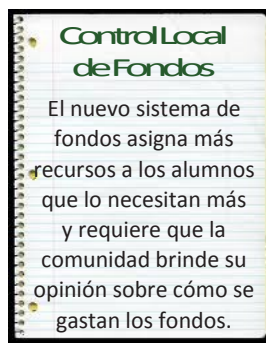 Control Local
de Fondos
El nuevo sistema de
fondos asigna más
recursos a los alumnos
que lo necesitan más
y requiere que la
comunidad brinde su
opinión sobre cómo se
gastan los fondos.